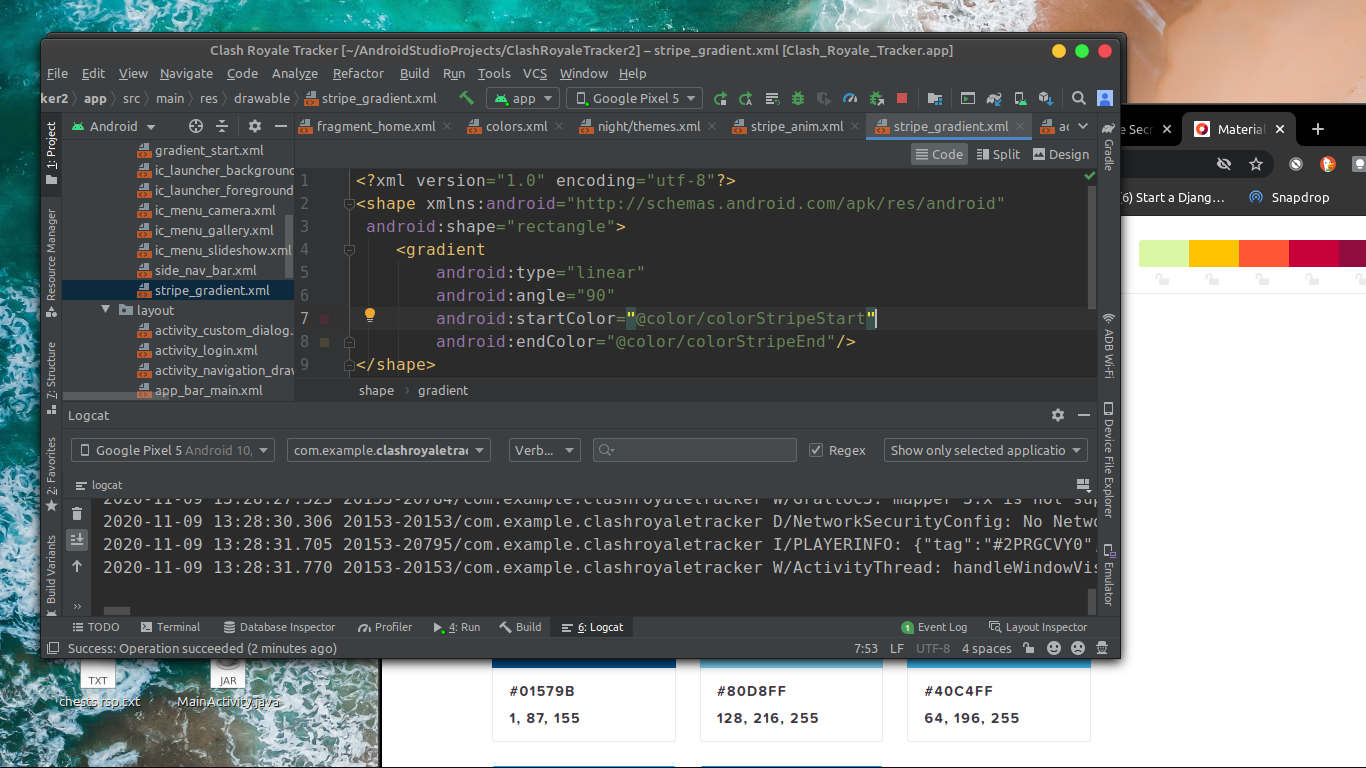 Clash Royale Tracker [~/AndroidStudioProjects/ClashRoyaleTracker2] – stripe_gradient.xml [Clash_Royale_Tracker.app]
File Edit View Navigate Code Analyze Refactor Build Run Tools VCS Window Help
ker2 app src main res drawable stripe_gradient.xml app Google Pixel 5
fragment_home.xml colors.xml night/themes.xml stripe_anim.xml stripe_gradient.xml ac
Code Split Design
1: Project
Resource Manager
7: Structure
2: Favorites
Build Variants
Android
gradient_start.xml
ic_launcher_backgroun
ic_launcher_foreground
ic_menu_camera.xml
ic_menu_gallery.xml
ic_menu_slideshow.xml
side_nav_bar.xml
stripe_gradient.xml
layout
activity_custom_dialog.
activity_login.xml
activity_navigation_drav
app_bar_main.xml
1 <?xml version="1.0" encoding="utf-8"?>
2 <shape xmlns:android="http://schemas.android.com/apk/res/android"
3 android:shape="rectangle">
4 <gradient
5 android:type="linear"
6 android:angle="90"
7 android:startColor="@color/colorStripeStart"
8 android:endColor="@color/colorStripeEnd"/>
9 </shape>
shape gradient
Gradle
ADB Wi-Fi
Device File Explorer
Emulator
Logcat
Google Pixel 5 Android 10, com.example.clashroyaletrac Verb... Regex Show only selected applicatio
logcat
2020-11-09 13:28:27.525 20153-20784/com.example.clashroyaletracker W/Gralloc3: mapper 3.x is not sup
2020-11-09 13:28:30.306 20153-20153/com.example.clashroyaletracker D/NetworkSecurityConfig: No Netwo
2020-11-09 13:28:31.705 20153-20795/com.example.clashroyaletracker I/PLAYERINFO: {"tag":"#2PRGCVY0",
2020-11-09 13:28:31.770 20153-20153/com.example.clashroyaletracker W/ActivityThread: handleWindowVis
TODO Terminal Database Inspector Profiler 4: Run Build 6: Logcat 1 Event Log Layout Inspector
Success: Operation succeeded (2 minutes ago) 7:53 LF UTF-8 4 spaces
e Secr Material
(6) Start a Djang... Snapdrop
TXT
chests rsp.txt
JAR
MainActivity.java
#01579B
1, 87, 155
#80D8FF
128, 216, 255
#40C4FF
64, 196, 255